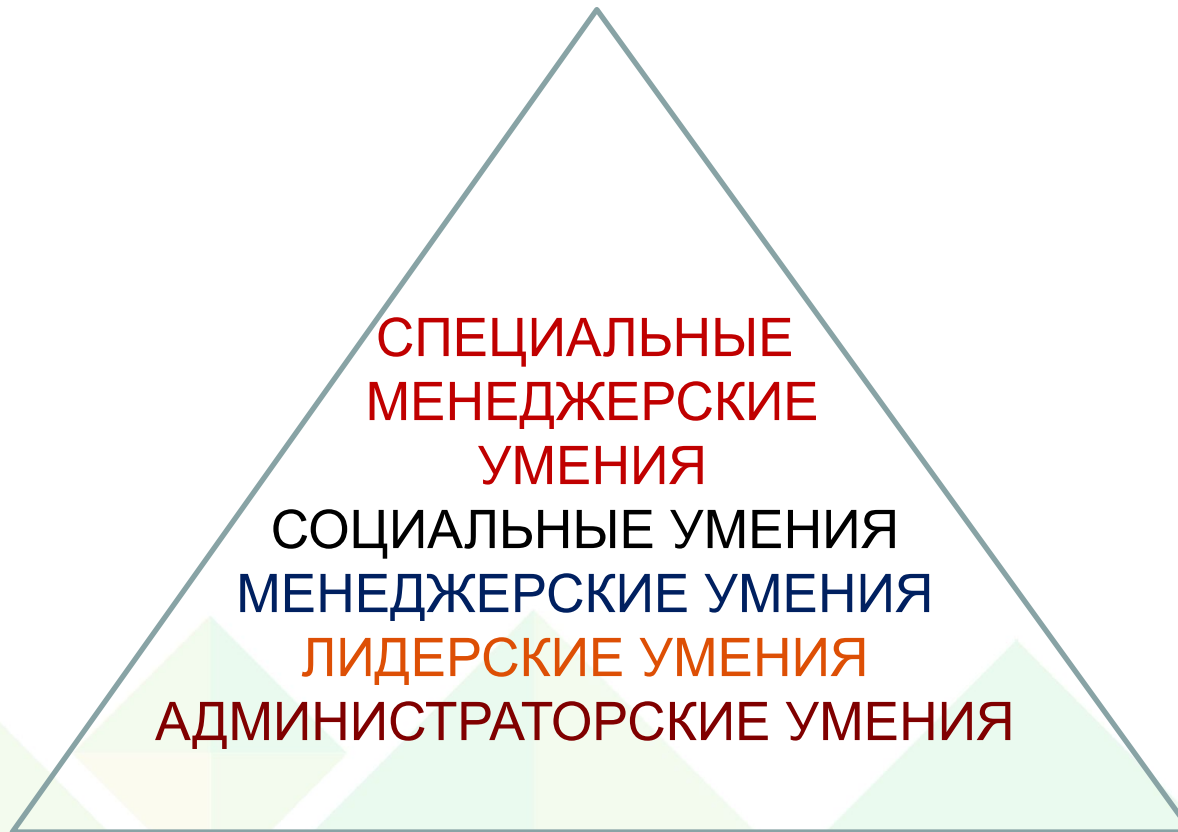 СПЕЦИАЛЬНЫЕ
МЕНЕДЖЕРСКИЕ
УМЕНИЯ
СОЦИАЛЬНЫЕ УМЕНИЯ
МЕНЕДЖЕРСКИЕ УМЕНИЯ
ЛИДЕРСКИЕ УМЕНИЯ
АДМИНИСТРАТОРСКИЕ УМЕНИЯ